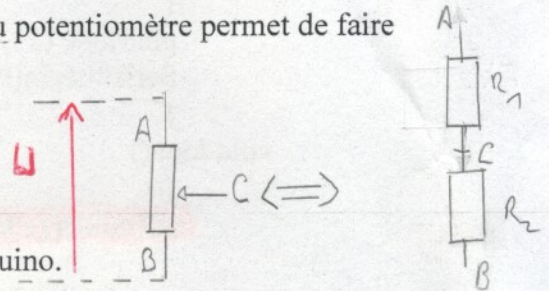 u potentiomètre permet de faire
A
R1
U
A
C <=> C
R2
B
uino.
B